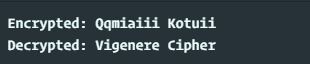 Encrypted: Qqmiaiii Kotuii
Decrypted: Vigenere Cipher